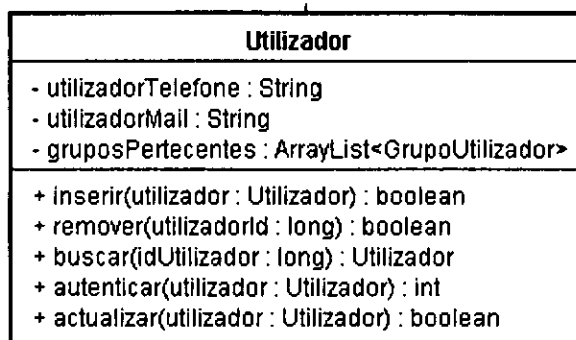 Utilizador
- utilizadorTelefone : String
- utilizadorMail : String
- gruposPertecentes : ArrayList<GrupoUtilizador>
+ inserir(utilizador : Utilizador) : boolean
+ remover(utilizadorId : long) : boolean
+ buscar(idUtilizador : long) : Utilizador
+ autenticar(utilizador : Utilizador) : int
+ actualizar(utilizador : Utilizador) : boolean